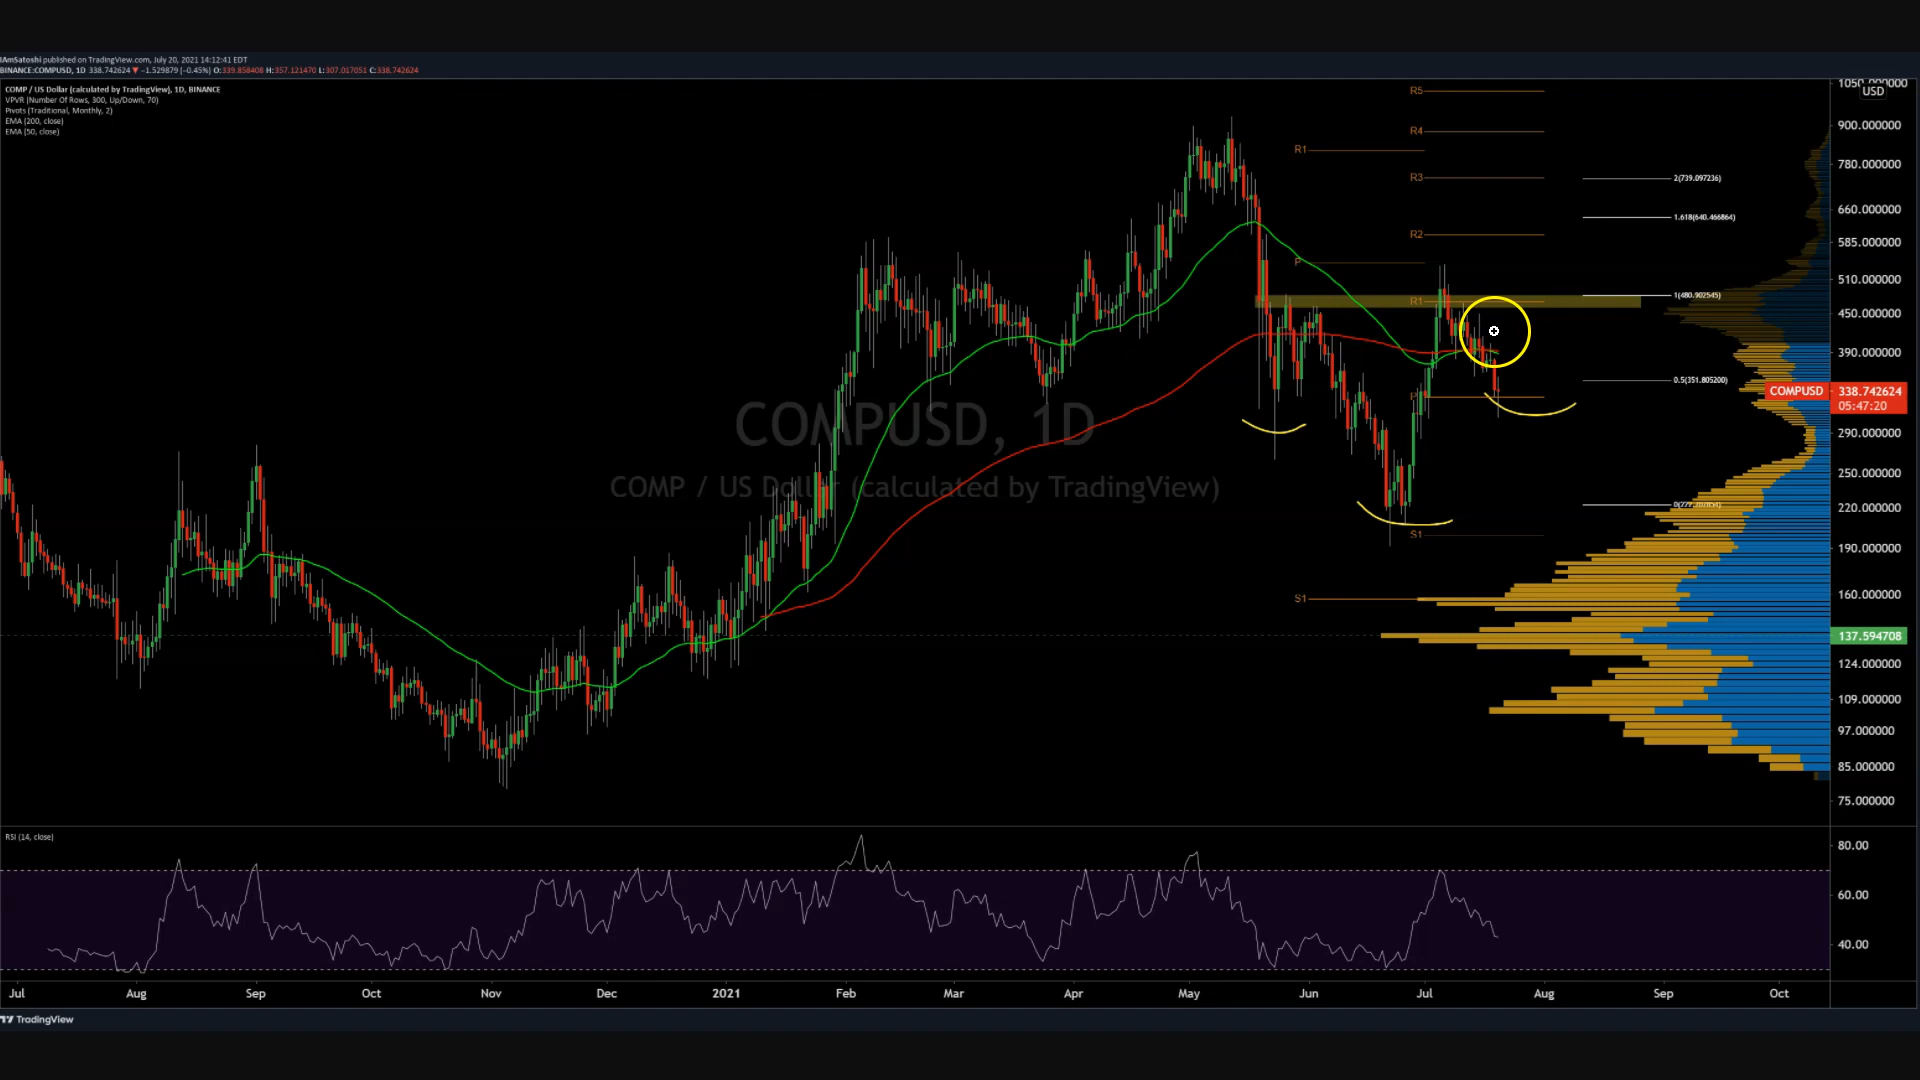 IAmSatoshi published on TradingView.com, July 20, 2021 14:12:41 EDT
BINANCE:COMPUSD, 1D 338.742624 ▼ −1.529879 (−0.45%) O:339.858408 H:357.121470 L:307.017051 C:338.742624
COMP / US Dollar (calculated by TradingView), 1D, BINANCE
VPVR (Number Of Rows, 300, Up/Down, 70)
Pivots (Traditional, Monthly, 2)
EMA (200, close)
EMA (50, close)
USD
900.000000
780.000000
660.000000
585.000000
510.000000
450.000000
390.000000
COMPUSD 338.742624
05:47:20
290.000000
250.000000
220.000000
190.000000
160.000000
137.594708
124.000000
109.000000
97.000000
85.000000
75.000000
R5
R4
R1
R3
R2
P
R1
P
S1
S1
2(739.097236)
1.618(640.466864)
1(480.902545)
0.5(351.805200)
COMPUSD, 1D
COMP / US Dollar (calculated by TradingView)
RSI (14, close)
80.00
60.00
40.00
Jul Aug Sep Oct Nov Dec 2021 Feb Mar Apr May Jun Jul Aug Sep Oct
TradingView